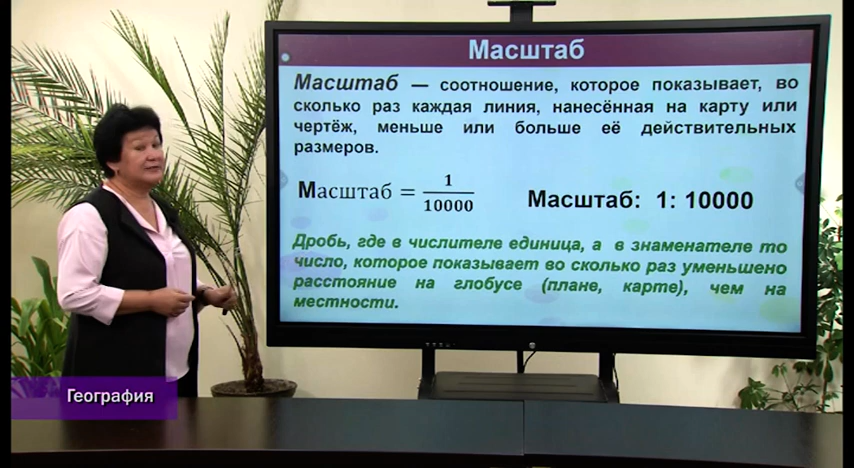 Масштаб
Масштаб — соотношение, которое показывает, во
сколько раз каждая линия, нанесённая на карту или
чертёж, меньше или больше её действительных
размеров.
Масштаб = 1/10000
Масштаб: 1: 10000
Дробь, где в числителе единица, а в знаменателе то
число, которое показывает во сколько раз уменьшено
расстояние на глобусе (плане, карте), чем на
местности.
География